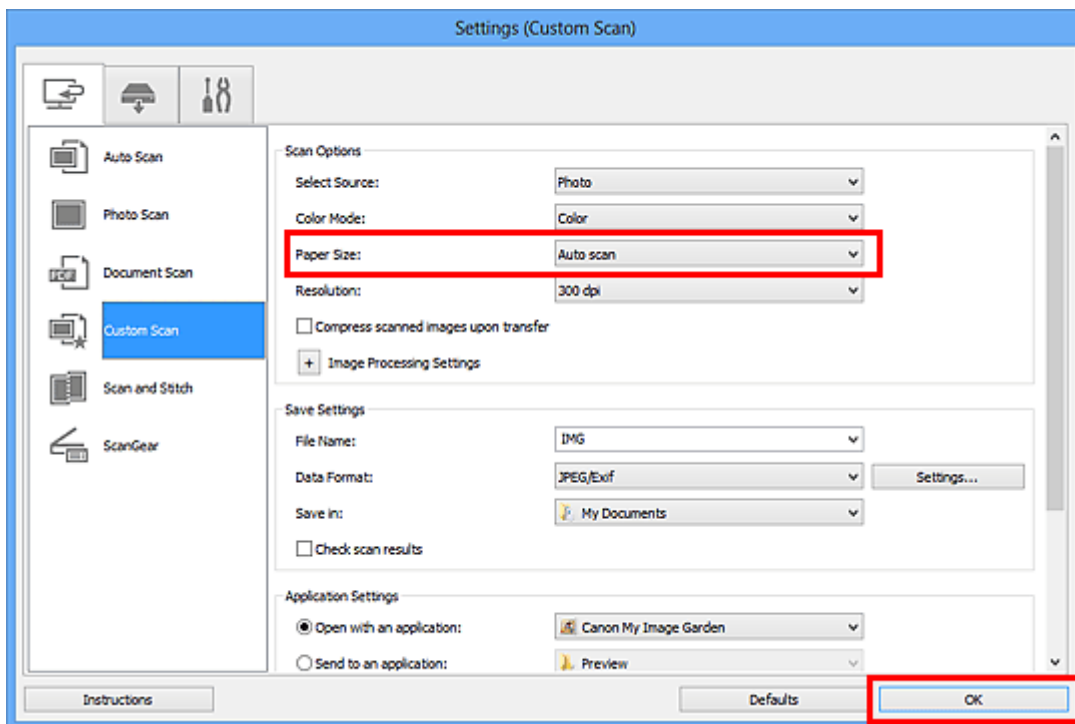 Settings (Custom Scan)
Auto Scan
Photo Scan
Document Scan
Custom Scan
Scan and Stitch
ScanGear
Scan Options
Select Source: Photo
Color Mode: Color
Paper Size: Auto scan
Resolution: 300 dpi
Compress scanned images upon transfer
+ Image Processing Settings
Save Settings
File Name: IMG
Data Format: JPEG/Exif Settings...
Save in: My Documents
Check scan results
Application Settings
Open with an application: Canon My Image Garden
Send to an application: Preview
Instructions Defaults OK